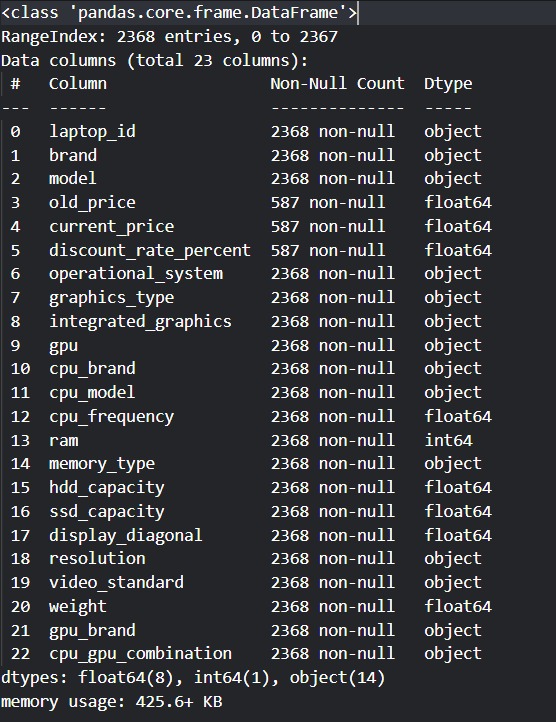 <class 'pandas.core.frame.DataFrame'>
RangeIndex: 2368 entries, 0 to 2367
Data columns (total 23 columns):
 #   Column                 Non-Null Count  Dtype
---  ------                 --------------  -----
 0   laptop_id              2368 non-null   object
 1   brand                  2368 non-null   object
 2   model                  2368 non-null   object
 3   old_price              587 non-null    float64
 4   current_price          587 non-null    float64
 5   discount_rate_percent  587 non-null    float64
 6   operational_system     2368 non-null   object
 7   graphics_type          2368 non-null   object
 8   integrated_graphics    2368 non-null   object
 9   gpu                    2368 non-null   object
 10  cpu_brand              2368 non-null   object
 11  cpu_model              2368 non-null   object
 12  cpu_frequency          2368 non-null   float64
 13  ram                    2368 non-null   int64
 14  memory_type            2368 non-null   object
 15  hdd_capacity           2368 non-null   float64
 16  ssd_capacity           2368 non-null   float64
 17  display_diagonal       2368 non-null   float64
 18  resolution             2368 non-null   object
 19  video_standard         2368 non-null   object
 20  weight                 2368 non-null   float64
 21  gpu_brand              2368 non-null   object
 22  cpu_gpu_combination    2368 non-null   object
dtypes: float64(8), int64(1), object(14)
memory usage: 425.6+ KB